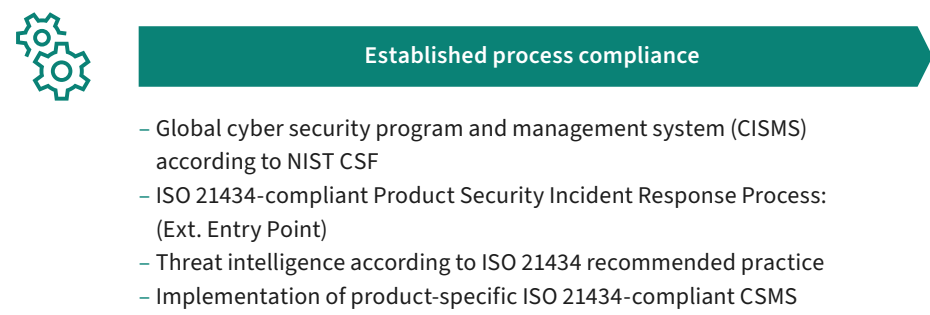 Established process compliance
– Global cyber security program and management system (CISMS)
according to NIST CSF
– ISO 21434-compliant Product Security Incident Response Process:
(Ext. Entry Point)
– Threat intelligence according to ISO 21434 recommended practice
– Implementation of product-specific ISO 21434-compliant CSMS